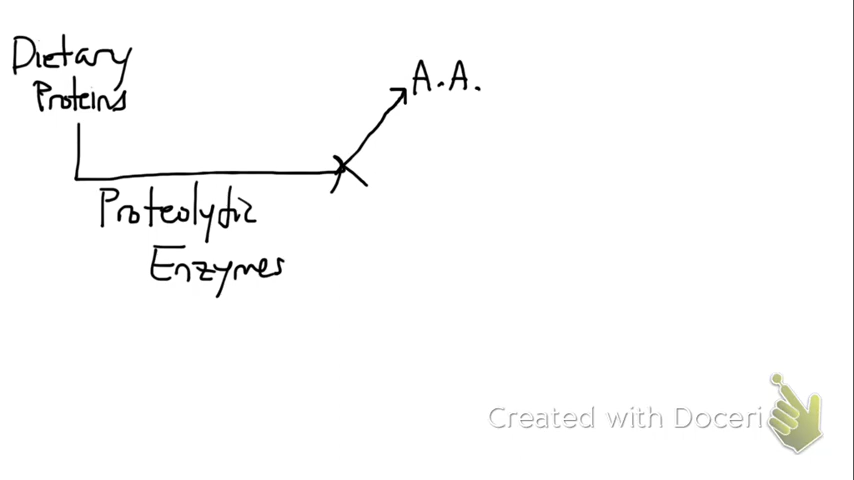 Dietary
Proteins
A.A.
Proteolytic
Enzymes
Created with Doceri